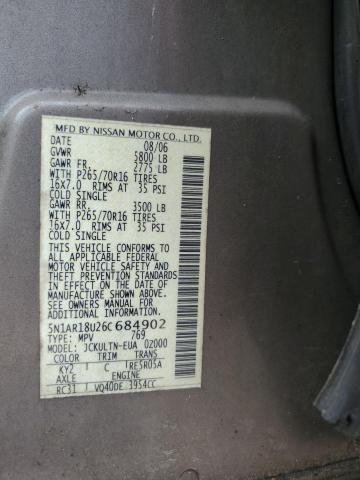 MFD BY NISSAN MOTOR CO., LTD.
DATE 08/06
GVWR 5800 LB
GAWR FR. 2775 LB
WITH P265/70R16 TIRES
16X7.0 RIMS AT 35 PSI
COLD SINGLE
GAWR RR. 3500 LB
WITH P265/70R16 TIRES
16X7.0 RIMS AT 35 PSI
COLD SINGLE
THIS VEHICLE CONFORMS TO
ALL APPLICABLE FEDERAL
MOTOR VEHICLE SAFETY AND
THEFT PREVENTION STANDARDS
IN EFFECT ON THE DATE OF
MANUFACTURE SHOWN ABOVE.
SEE OWNERS MANUAL FOR
ADDITIONAL INFORMATION
5N1AR18U26C684902
TYPE: MPV 769
MODEL: JCKULTN-EUA 02000
COLOR TRIM TRANS
KY2 C RE5R05A
AXLE ENGINE
RC31 VQ40DE 3954CC